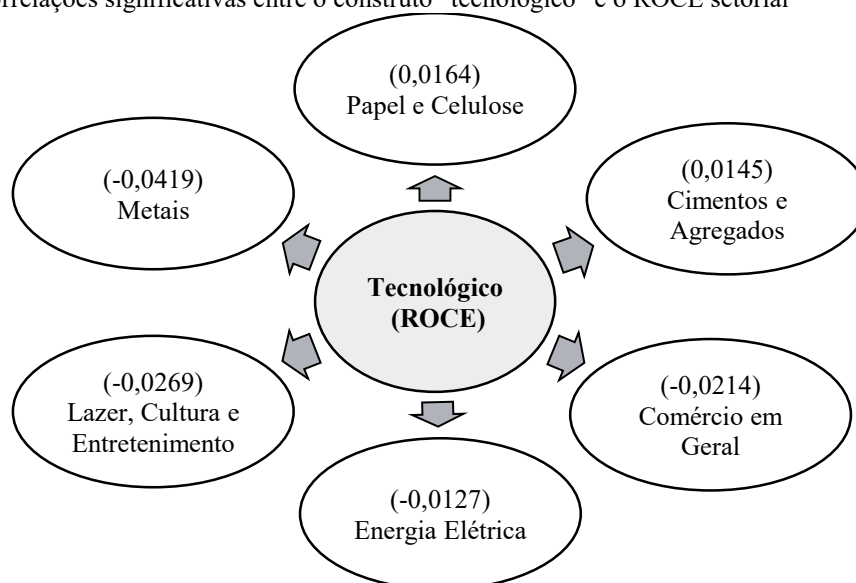 significativas entre o construto "tecnológico" e o ROCE setorial
(0,0164)
Papel e Celulose
(-0,0419)
Metais
(0,0145)
Cimentos e
Agregados
Tecnológico
(ROCE)
(-0,0269)
Lazer, Cultura e
Entretenimento
(-0,0214)
Comércio em
Geral
(-0,0127)
Energia Elétrica